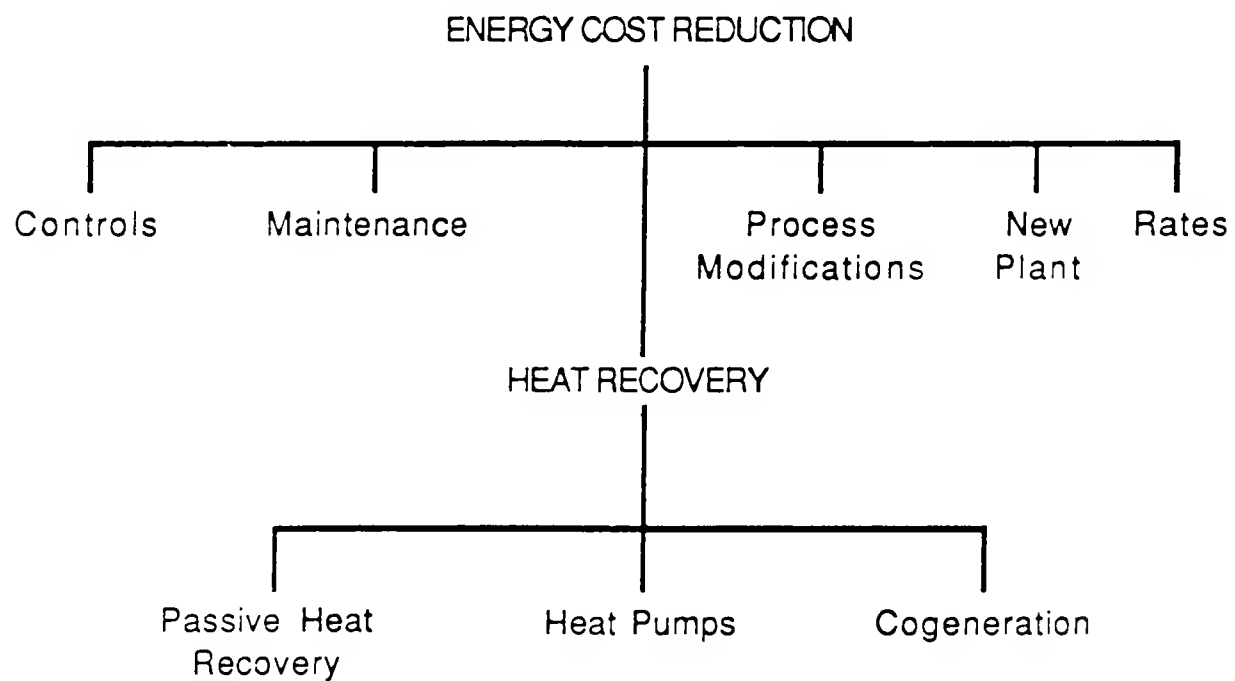 ENERGY COST REDUCTION
Controls
Maintenance
Process
Modifications
New
Plant
Rates
HEAT RECOVERY
Passive Heat
Recovery
Heat Pumps
Cogeneration